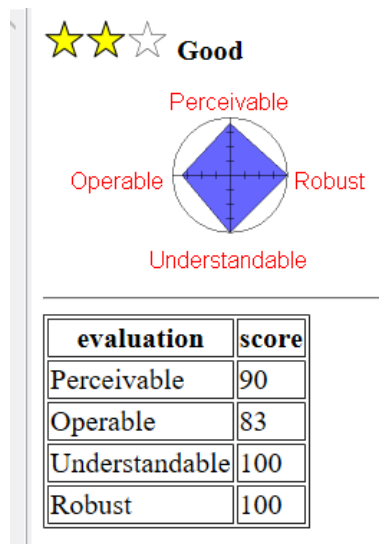 Good
Perceivable
Operable
Robust
Understandable
evaluation score
Perceivable 90
Operable 83
Understandable 100
Robust 100